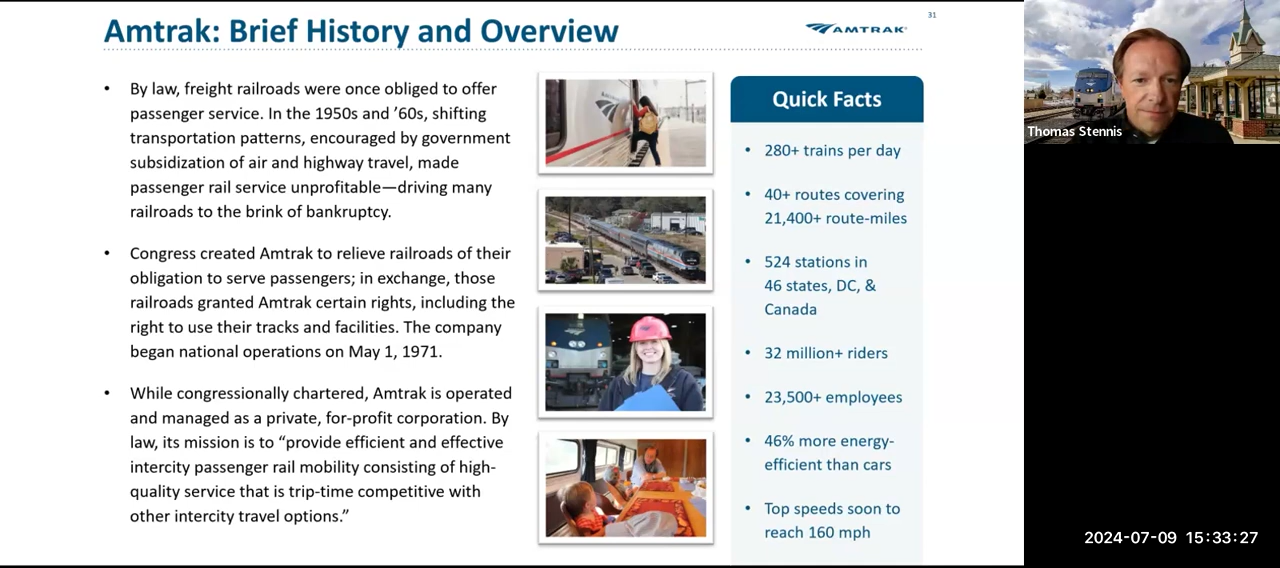 Amtrak: Brief History and Overview
AMTRAK
31
• By law, freight railroads were once obliged to offer
passenger service. In the 1950s and ’60s, shifting
transportation patterns, encouraged by government
subsidization of air and highway travel, made
passenger rail service unprofitable—driving many
railroads to the brink of bankruptcy.
• Congress created Amtrak to relieve railroads of their
obligation to serve passengers; in exchange, those
railroads granted Amtrak certain rights, including the
right to use their tracks and facilities. The company
began national operations on May 1, 1971.
• While congressionally chartered, Amtrak is operated
and managed as a private, for-profit corporation. By
law, its mission is to “provide efficient and effective
intercity passenger rail mobility consisting of high-
quality service that is trip-time competitive with
other intercity travel options.”
Quick Facts
• 280+ trains per day
• 40+ routes covering
21,400+ route-miles
• 524 stations in
46 states, DC, &
Canada
• 32 million+ riders
• 23,500+ employees
• 46% more energy-
efficient than cars
• Top speeds soon to
reach 160 mph
Thomas Stennis
2024-07-09 15:33:27